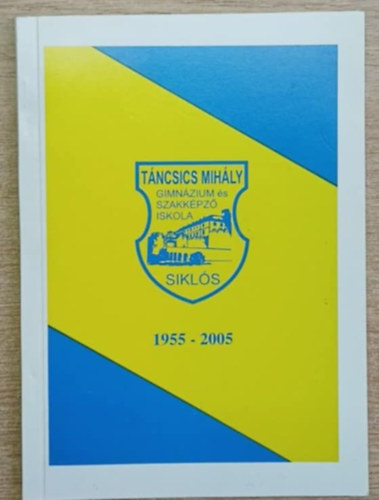 TÁNCSICS MIHÁLY
GIMNÁZIUM és
SZAKKÉPZŐ
ISKOLA
SIKLÓS
1955 - 2005